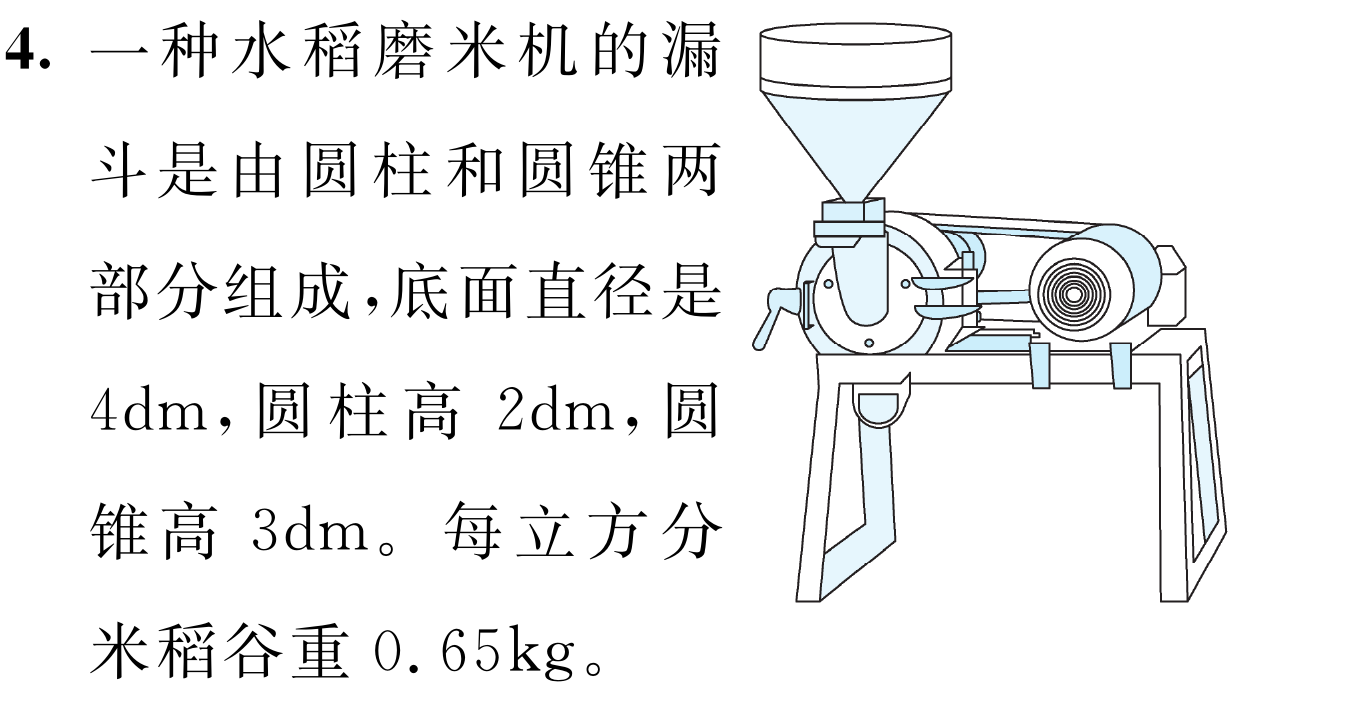 4. 一种水稻磨米机的漏
斗是由圆柱和圆锥两
部分组成,底面直径是
4dm,圆柱高 2dm,圆
锥高 3dm。每立方分
米稻谷重 0.65kg。